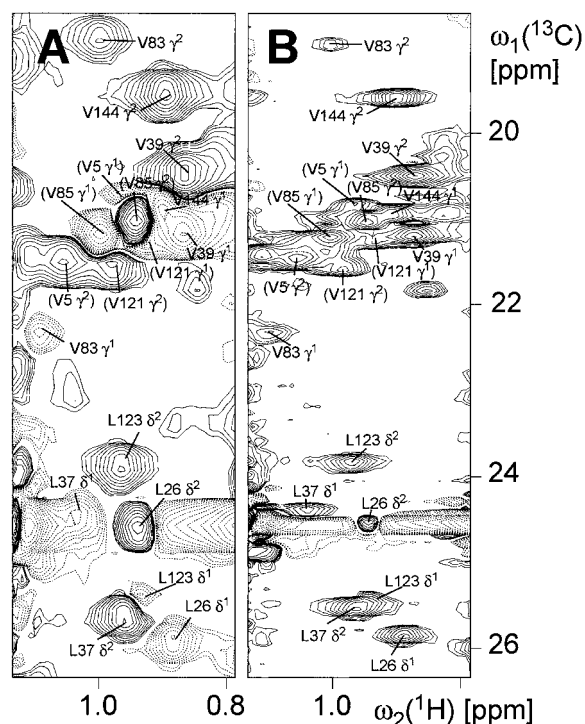 A
V83 γ²
V144 γ²
V39 γ²
(V5 γ¹)
(V85 γ²)
(V85 γ¹)
V144 γ¹
V39 γ¹
(V121 γ¹)
(V5 γ²)
(V121 γ²)
V83 γ¹
L123 δ²
L37 δ¹
L26 δ²
L123 δ¹
L26 δ¹
L37 δ²
1.0
0.8
B
V83 γ²
V144 γ²
V39 γ²
(V5 γ¹)
(V85 γ²)
(V85 γ¹)
V144 γ¹
V39 γ¹
(V121 γ¹)
(V5 γ²)
(V121 γ²)
V83 γ¹
L123 δ²
L37 δ¹
L26 δ²
L123 δ¹
L37 δ²
L26 δ¹
1.0
ω₁(¹³C)
[ppm]
20
22
24
26
ω₂(¹H) [ppm]